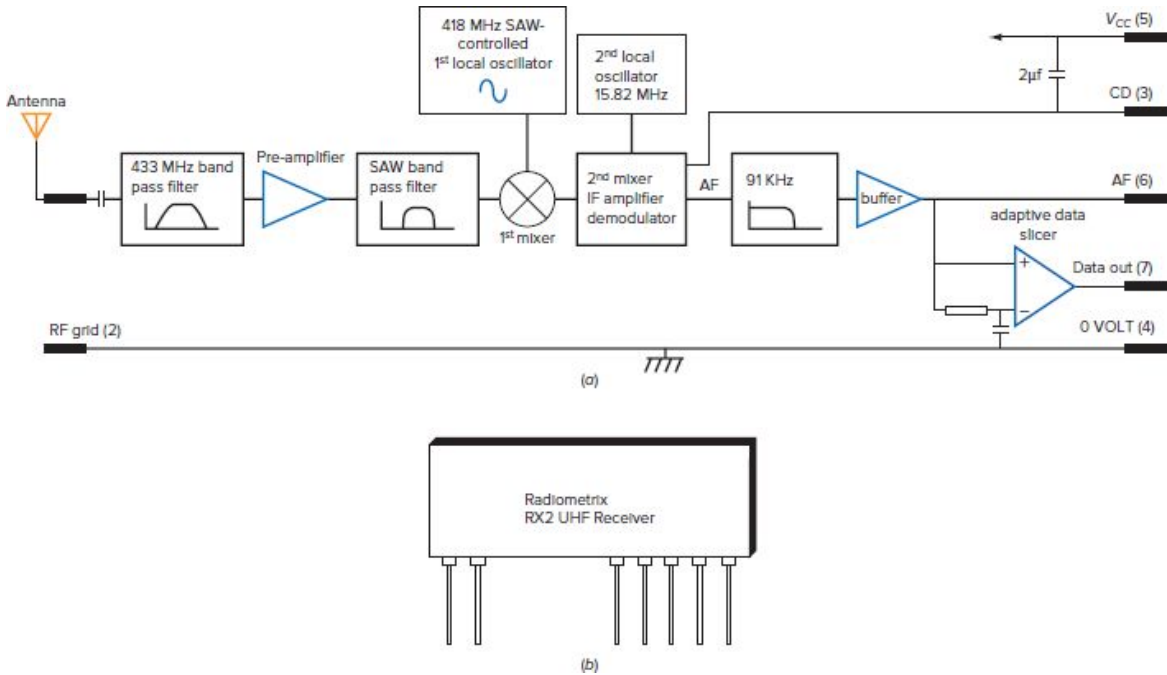 418 MHz SAW-
controlled
1st local oscillator
2nd local
oscillator
15.82 MHz
VCC (5)
2µf
CD (3)
Antenna
433 MHz band
pass filter
Pre-amplifier
SAW band
pass filter
1st mixer
2nd mixer
IF amplifier
demodulator
AF
91 KHz
buffer
AF (6)
adaptive data
slicer
+
−
Data out (7)
RF grid (2)
0 VOLT (4)
(a)
Radiometrix
RX2 UHF Receiver
(b)